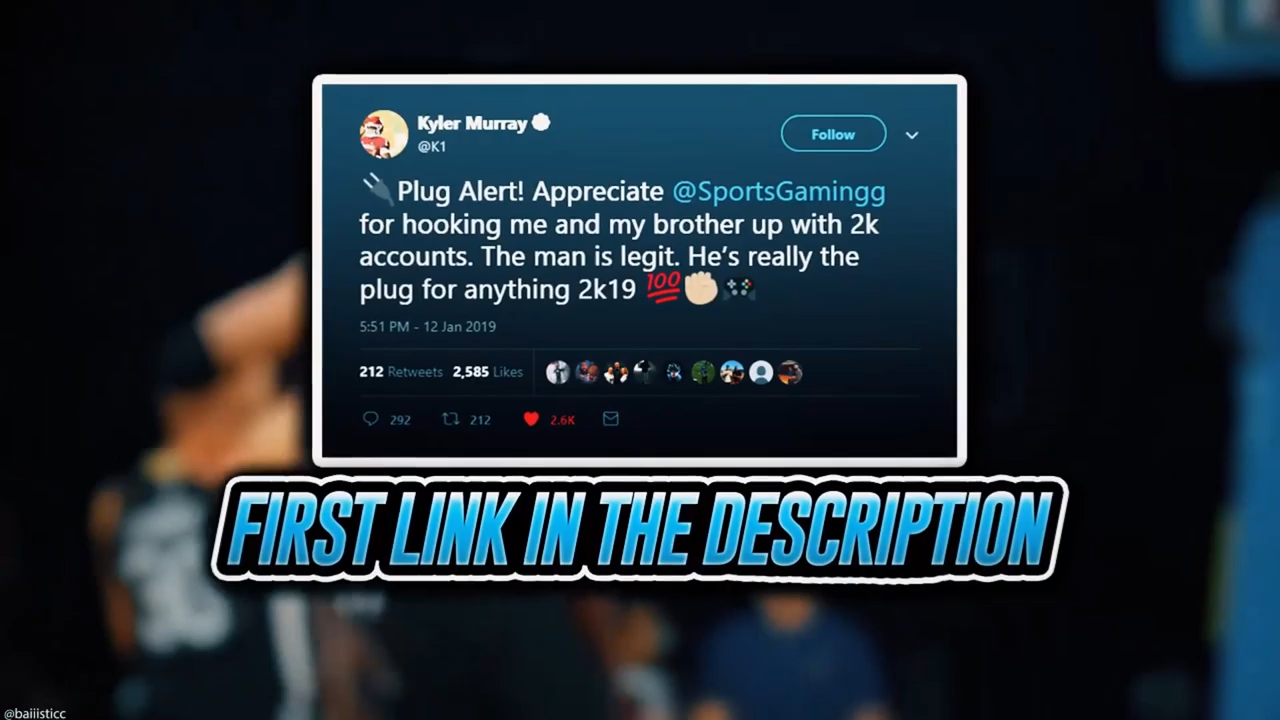 Kyler Murray
@K1
Follow
🔌Plug Alert! Appreciate @SportsGamingg
for hooking me and my brother up with 2k
accounts. The man is legit. He’s really the
plug for anything 2k19 💯✊🏼🎮
5:51 PM - 12 Jan 2019
212 Retweets 2,585 Likes
292 212 2.6K
FIRST LINK IN THE DESCRIPTION
@baiiisticc